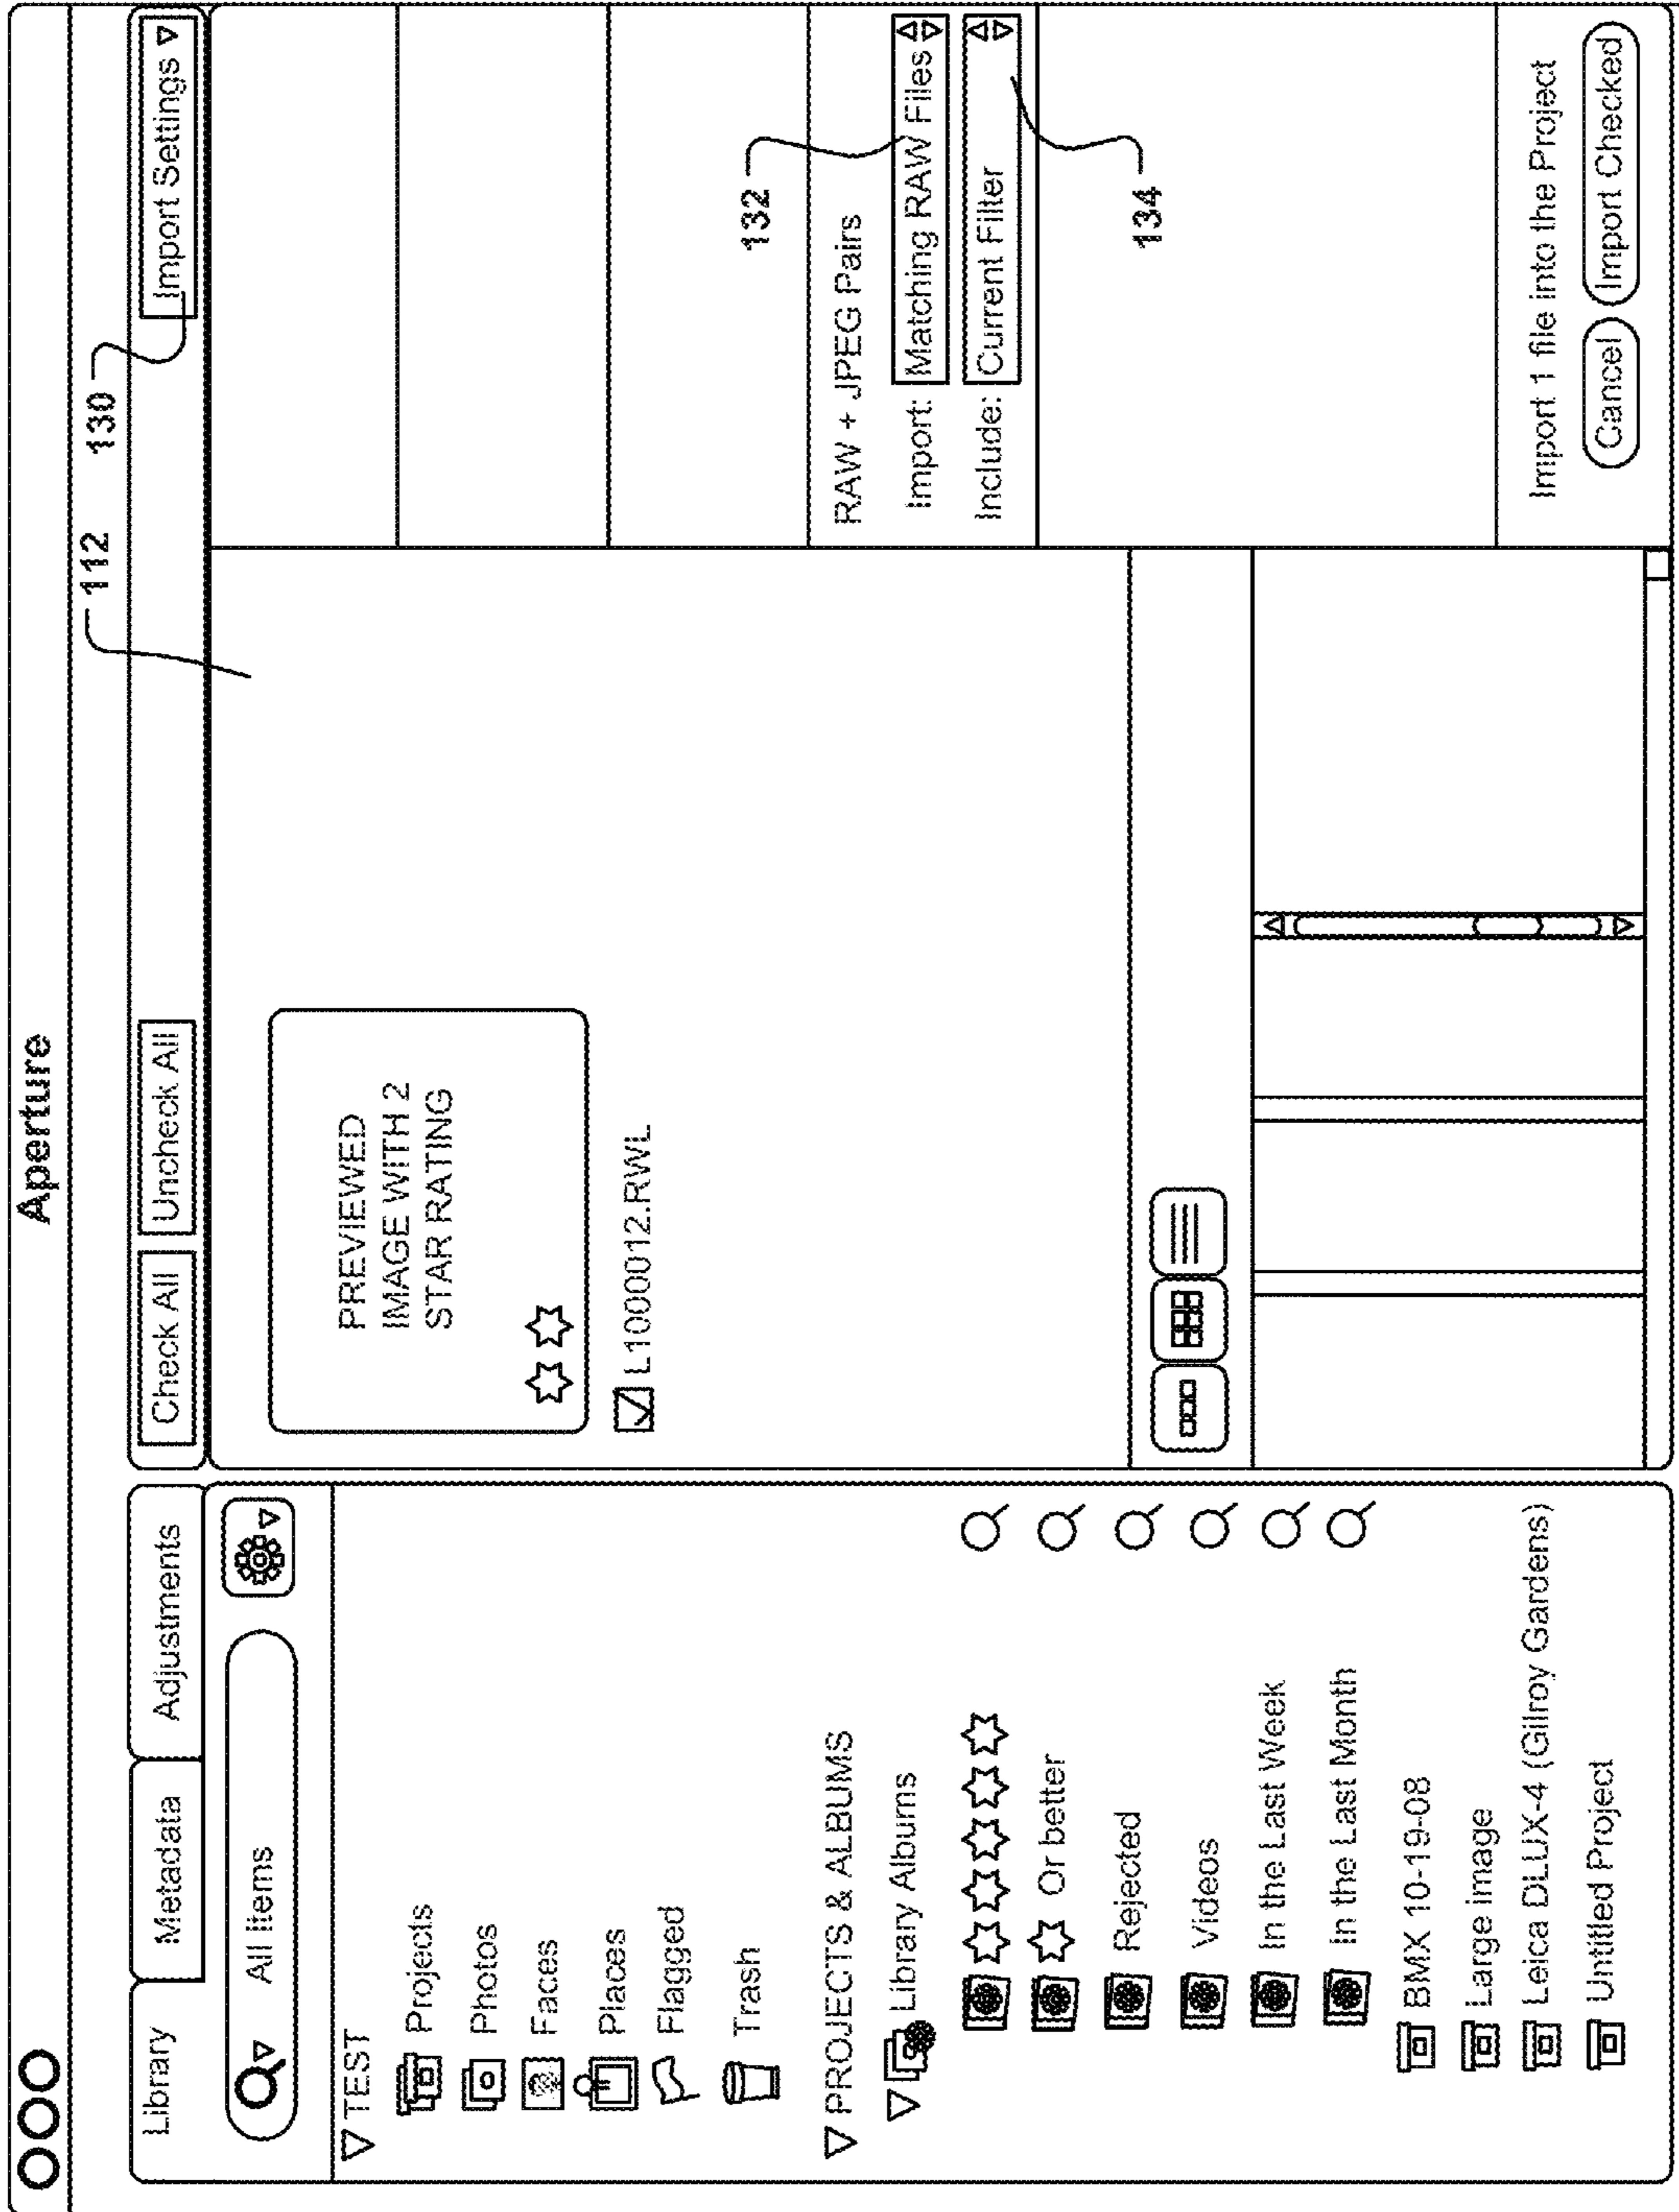 Aperture
112
130
Library
Metadata
Adjustments
Check All
Uncheck All
Import Settings
All items
TEST
Projects
Photos
Faces
Places
Flagged
Trash
PROJECTS & ALBUMS
Library Albums
Or better
Rejected
Videos
In the Last Week
In the Last Month
BMX 10-19-08
Large image
Leica DLUX-4 (Gilroy Gardens)
Untitled Project
PREVIEWED
IMAGE WITH 2
STAR RATING
L1000012.RWL
132
RAW + JPEG Pairs
Import: Matching RAW Files
Include: Current Filter
134
Import 1 file into the Project
Cancel
Import Checked